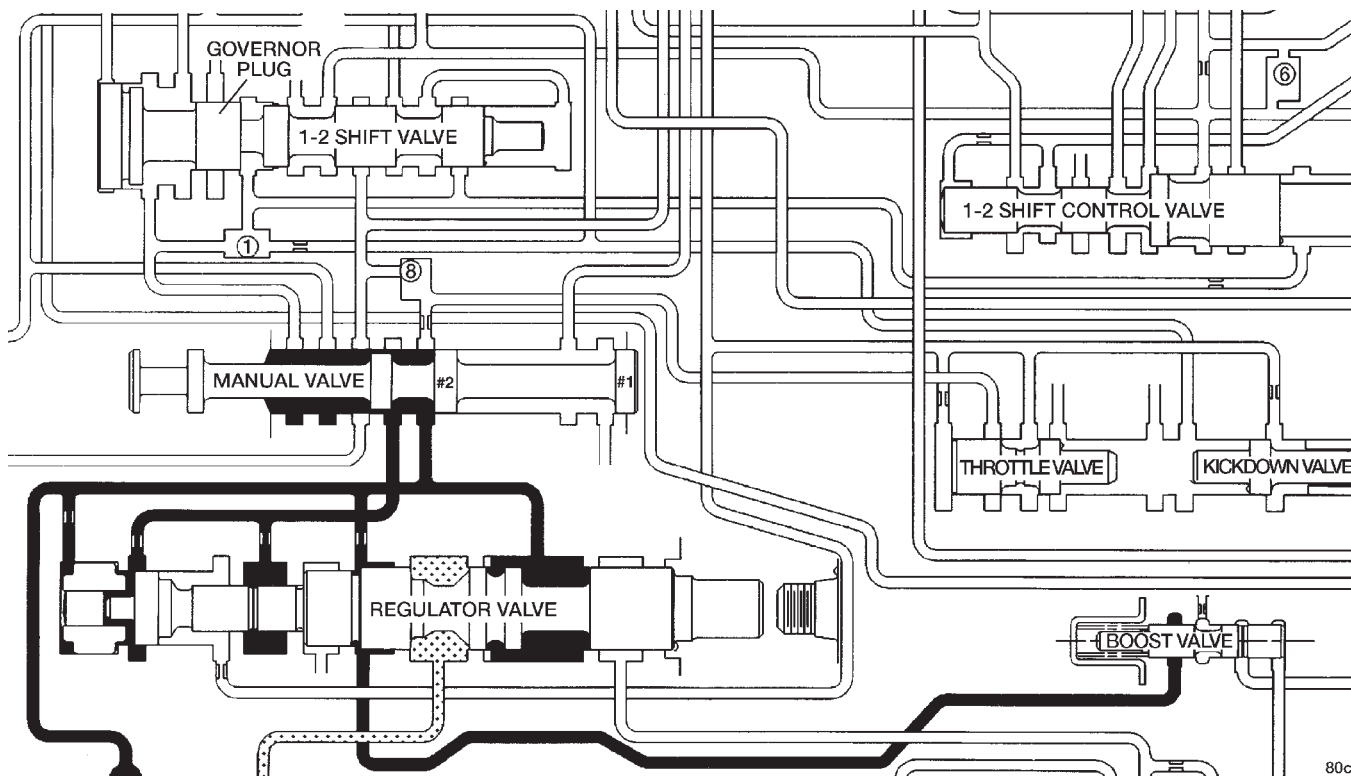 GOVERNOR
PLUG
1-2 SHIFT VALVE
6
1-2 SHIFT CONTROL VALVE
1
8
MANUAL VALVE
#2
#1
THROTTLE VALVE
KICKDOWN VALVE
REGULATOR VALVE
BOOST VALVE
80c